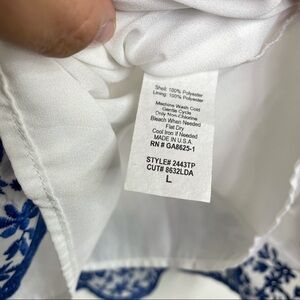 Shell: 100% Polyester
Lining: 100% Polyester
Machine Wash Cold
Gentle Cycle
Only Non-Chlorine
Bleach When Needed
Flat Dry
Cool Iron If Needed
MADE IN U.S.A.
RN # GA8625-1
STYLE# 2443TP
CUT# 8632LDA
L